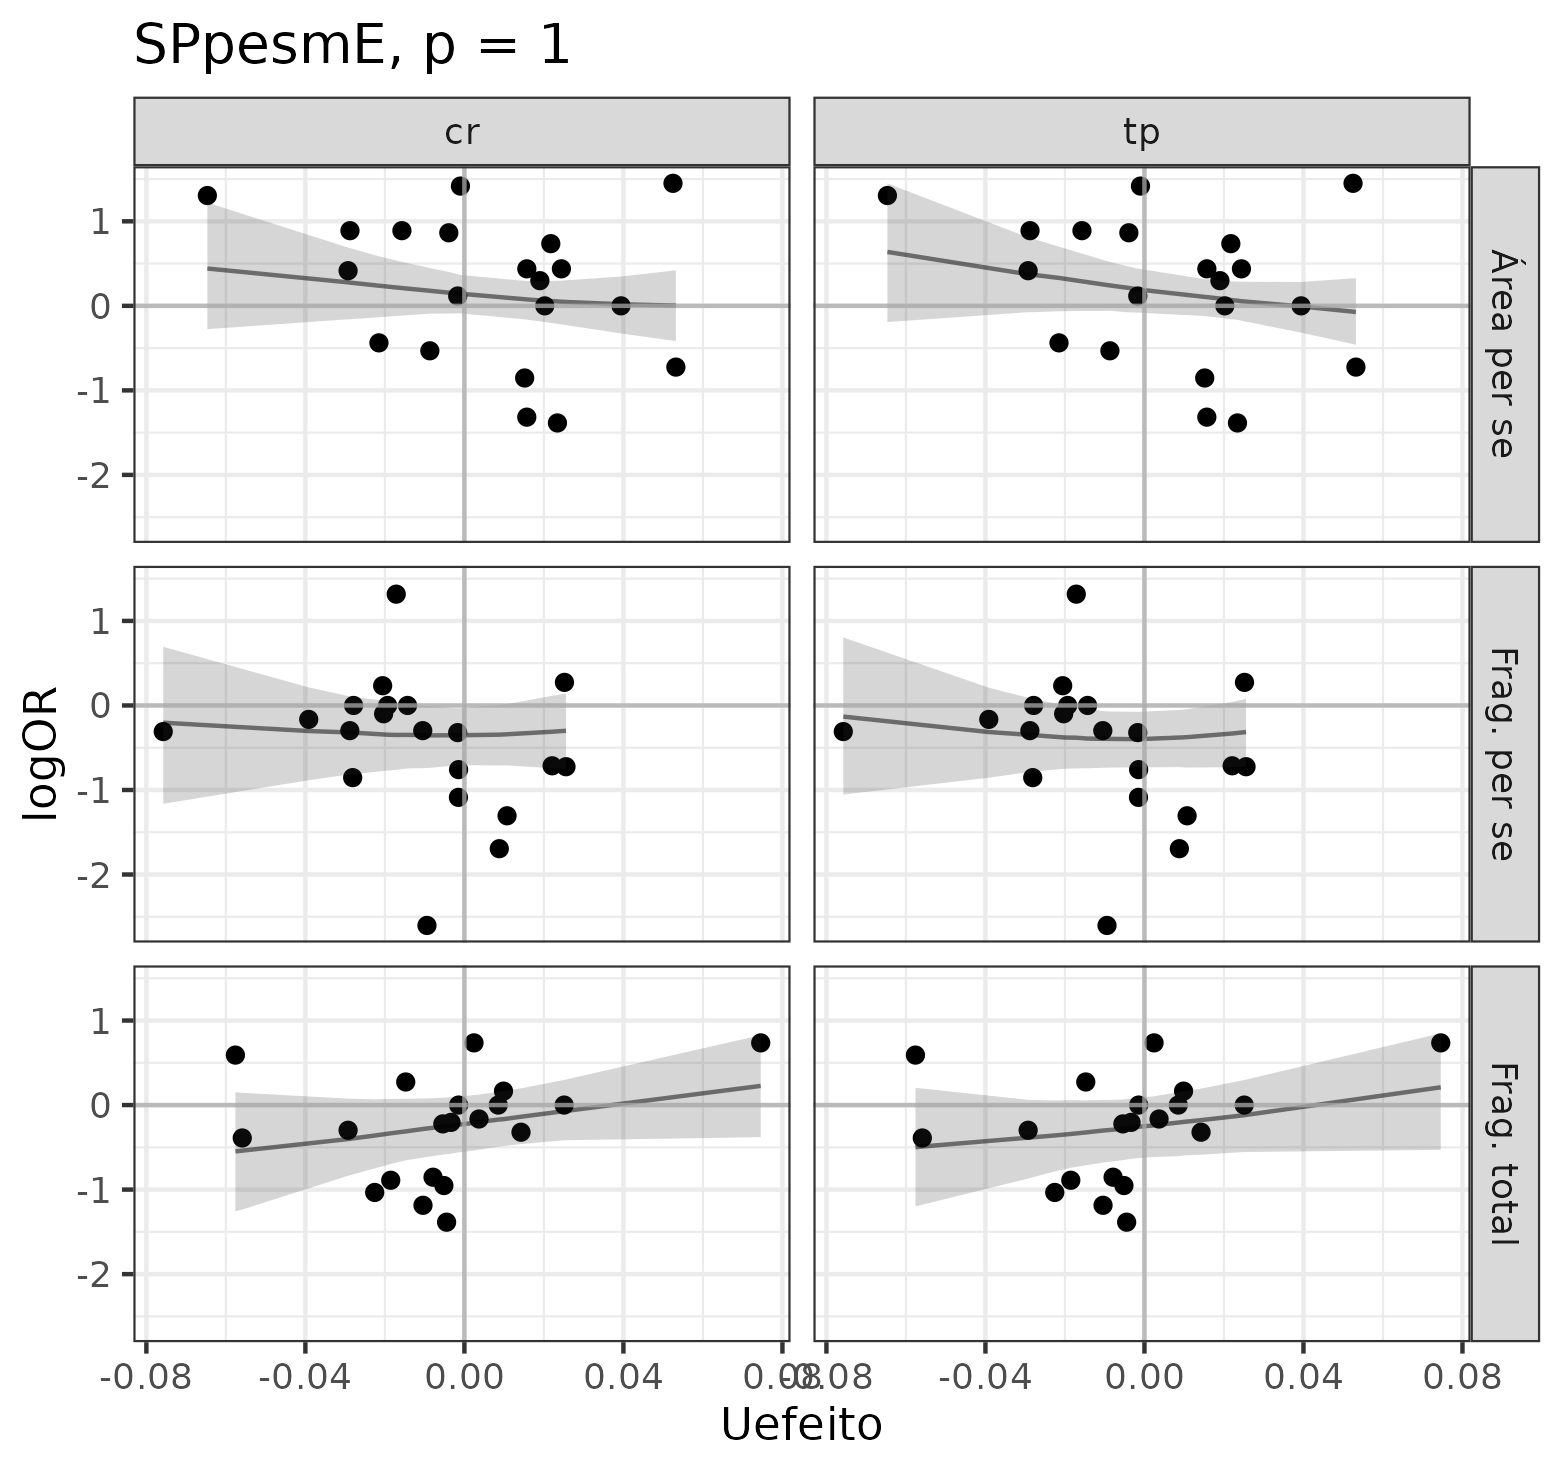 SPpesmE, p = 1
cr
tp
1
0
-1
-2
Área per se
1
0
-1
-2
Frag. per se
1
0
-1
-2
Frag. total
logOR
-0.08 -0.04 0.00 0.04 0.08 -0.08 -0.04 0.00 0.04 0.08
Uefeito